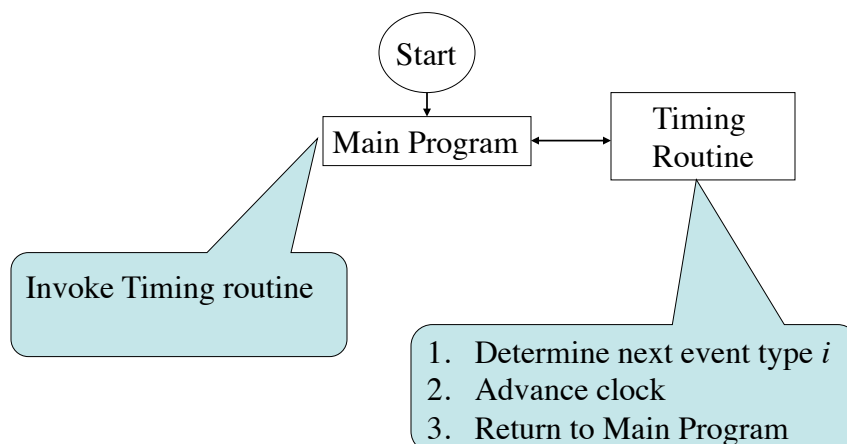 Start
Main Program
Timing
Routine
Invoke Timing routine
1. Determine next event type i
2. Advance clock
3. Return to Main Program